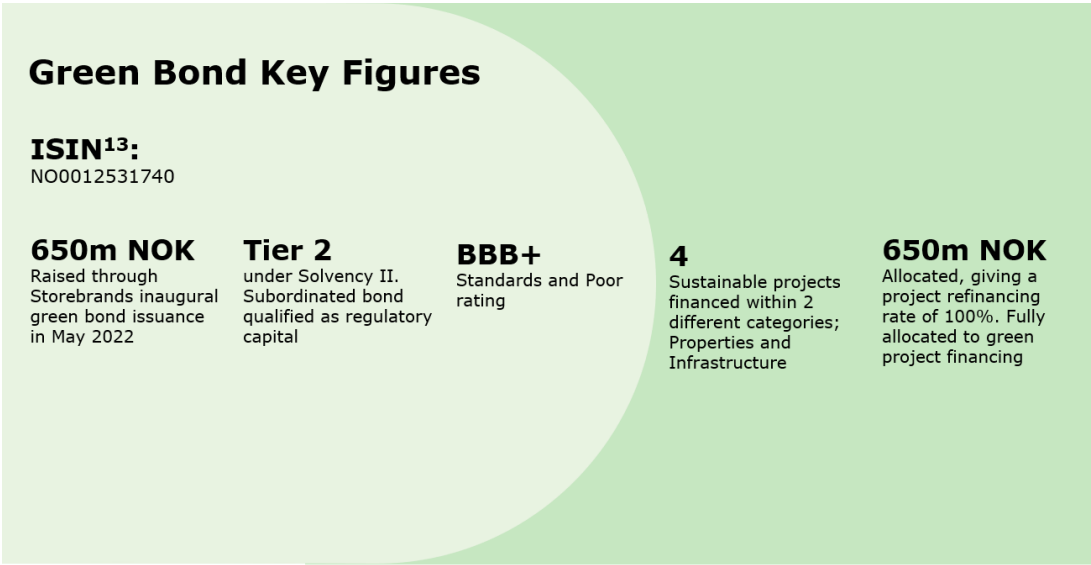 Green Bond Key Figures
ISIN¹³:
NO0012531740
650m NOK
Raised through
Storebrands inaugural
green bond issuance
in May 2022
Tier 2
under Solvency II.
Subordinated bond
qualified as regulatory
capital
BBB+
Standards and Poor
rating
4
Sustainable projects
financed within 2
different categories;
Properties and
Infrastructure
650m NOK
Allocated, giving a
project refinancing
rate of 100%. Fully
allocated to green
project financing